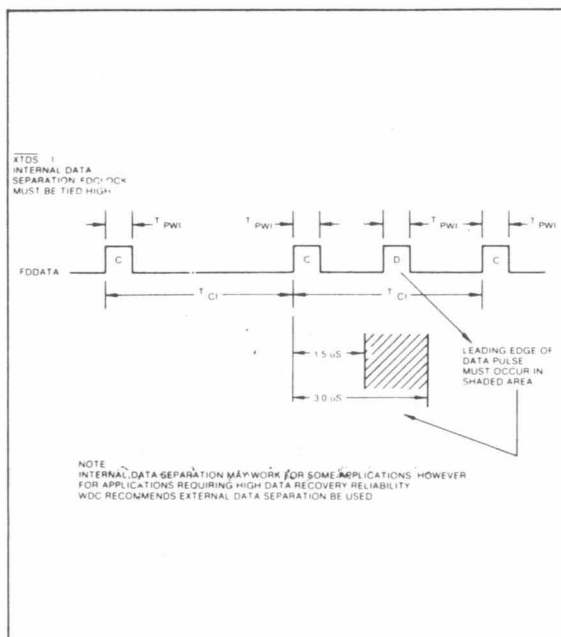 XTDS 1
INTERNAL DATA
SEPARATION FDCLOCK
MUST BE TIED HIGH
T PWI T PWI T PWI T PWI
C C D C
FDDATA
T CI T CI
1.5 uS
3.0 uS
LEADING EDGE OF
DATA PULSE
MUST OCCUR IN
SHADED AREA
NOTE
INTERNAL DATA SEPARATION MAY WORK FOR SOME APPLICATIONS HOWEVER
FOR APPLICATIONS REQUIRING HIGH DATA RECOVERY RELIABILITY
WDC RECOMMENDS EXTERNAL DATA SEPARATION BE USED